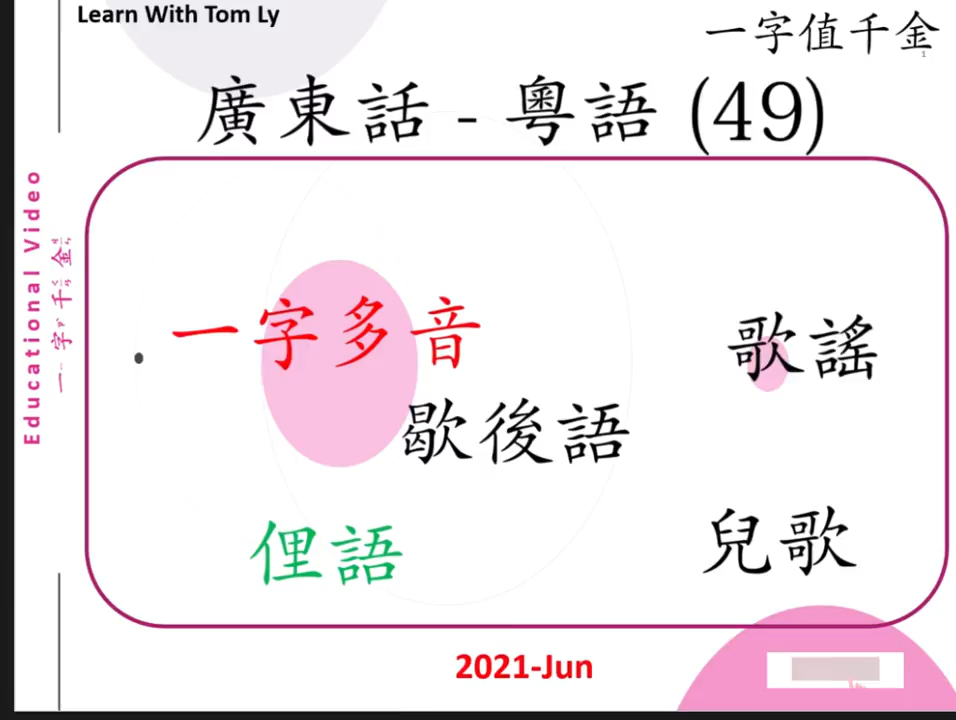 Learn With Tom Ly
一字值千金
1
廣東話 - 粵語 (49)
Educational Video
一字千金
一字多音
歌謠
歇後語
俚語
兒歌
2021-Jun